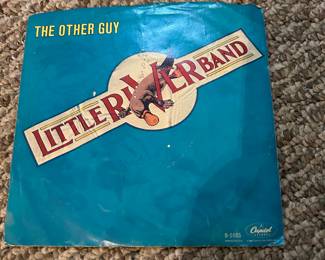 THE OTHER GUY
LITTLE RIVER BAND
Capitol